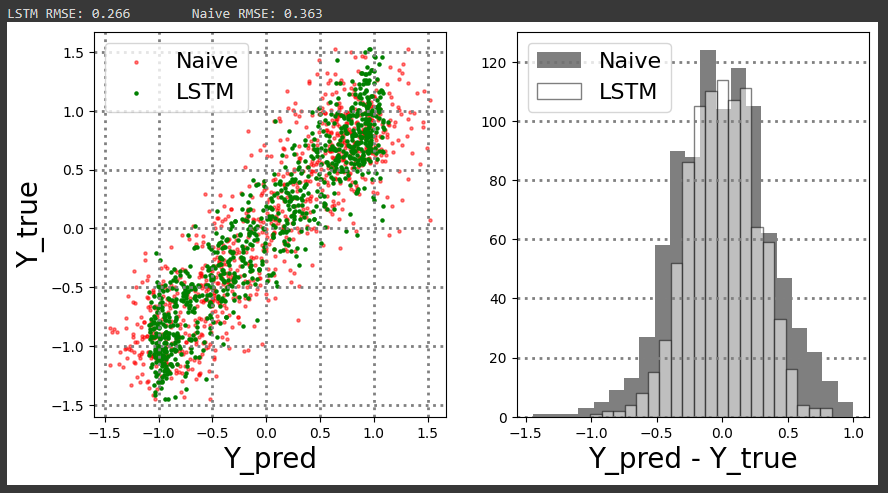 LSTM RMSE: 0.266 Naive RMSE: 0.363
Naive
LSTM
1.5
1.0
0.5
0.0
−0.5
−1.0
−1.5
Y_true
−1.5 −1.0 −0.5 0.0 0.5 1.0 1.5
Y_pred
Naive
LSTM
120
100
80
60
40
20
0
−1.5 −1.0 −0.5 0.0 0.5 1.0
Y_pred - Y_true